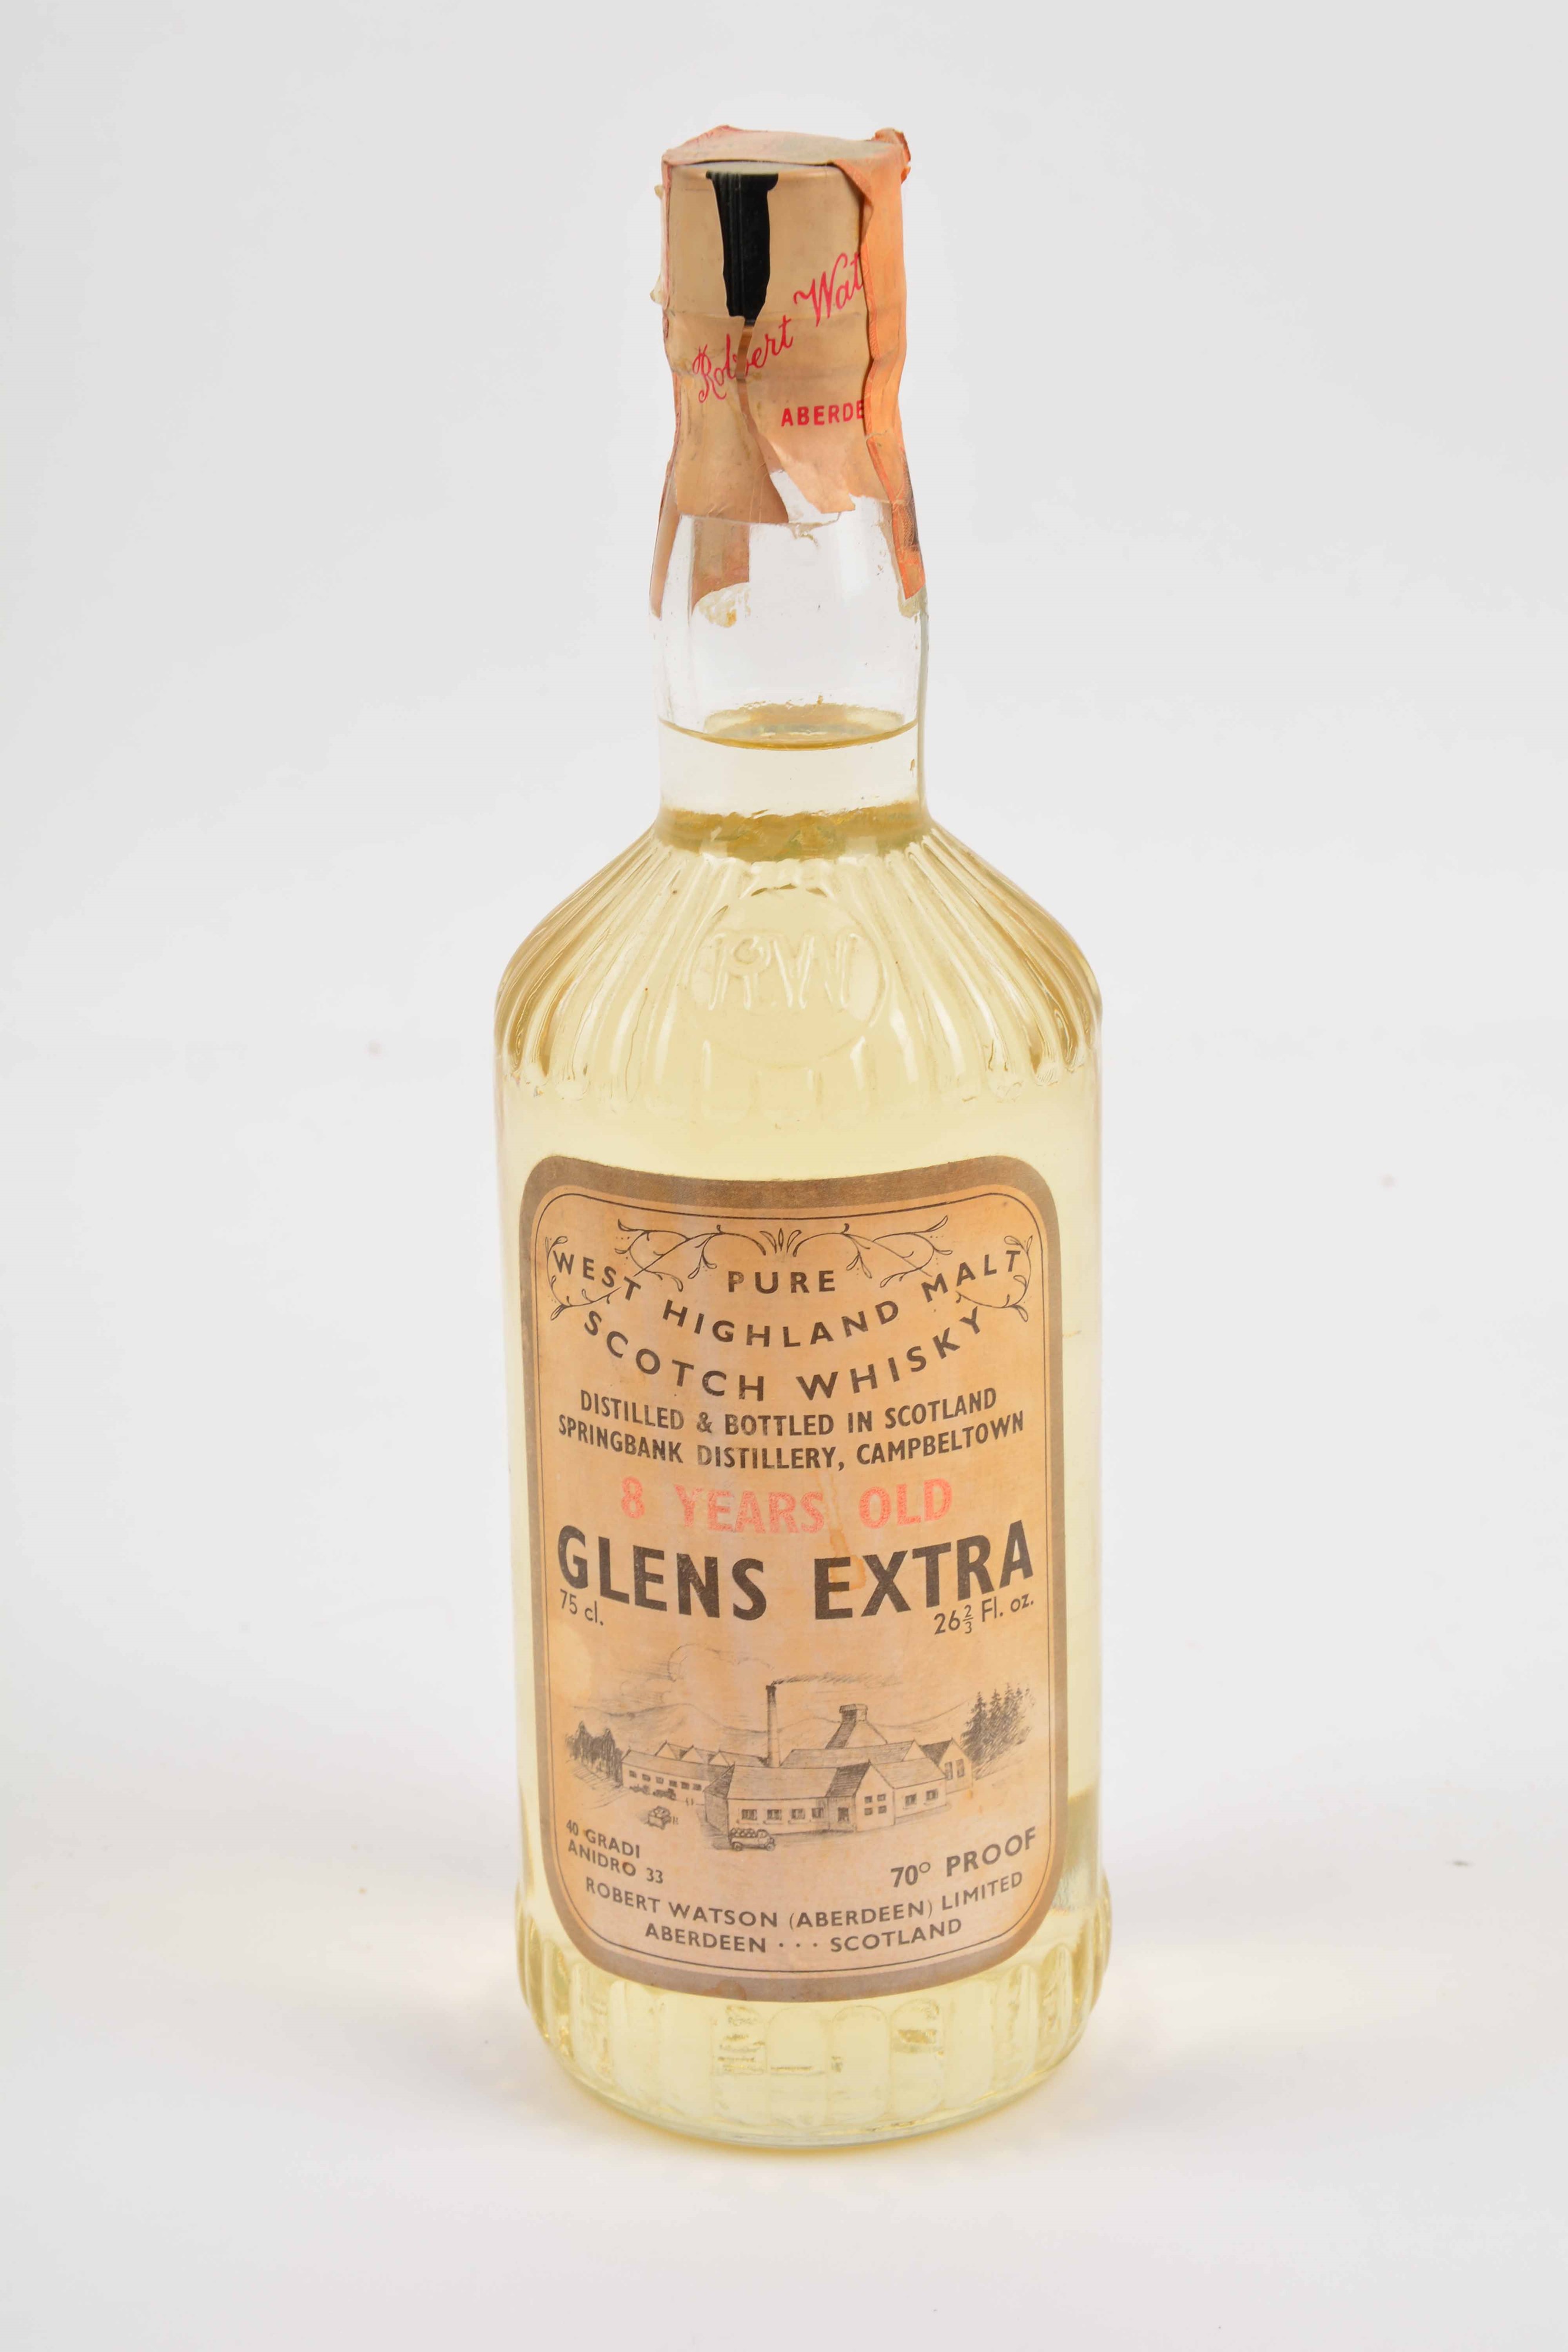 Robert Wat
ABERDE
RW
PURE
WEST HIGHLAND MALT
SCOTCH WHISKY
DISTILLED & BOTTLED IN SCOTLAND
SPRINGBANK DISTILLERY, CAMPBELTOWN
8 YEARS OLD
GLENS EXTRA
75 cl. 26⅔ Fl. oz.
40 GRADI
ANIDRO 33
70° PROOF
ROBERT WATSON (ABERDEEN) LIMITED
ABERDEEN · · · SCOTLAND